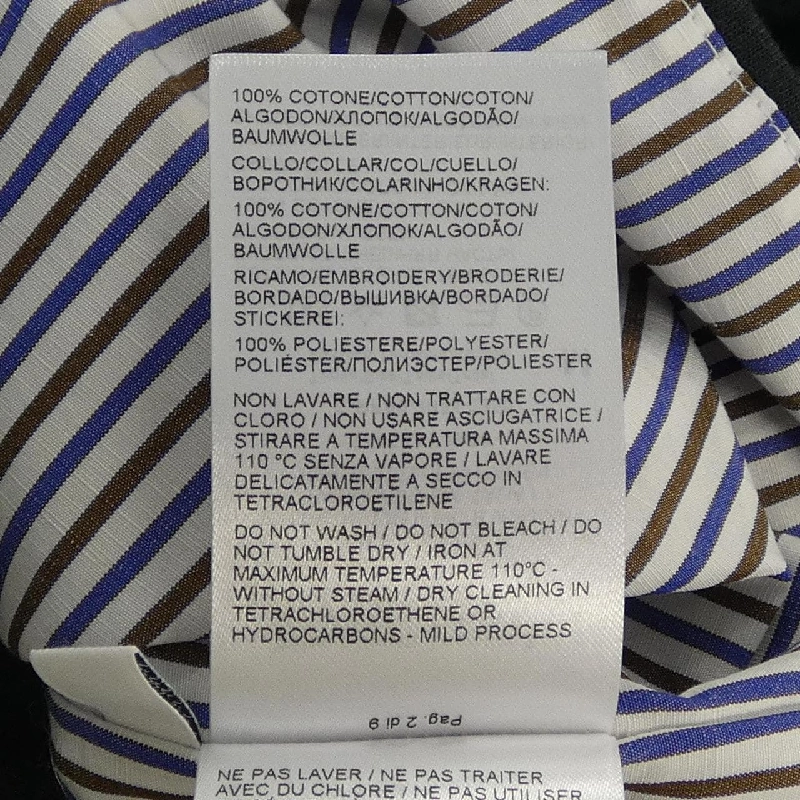 100% COTONE/COTTON/COTON/
ALGODON/ХЛОПОК/ALGODÃO/
BAUMWOLLE
COLLO/COLLAR/COL/CUELLO/
ВОРОТНИК/COLARINHO/KRAGEN:
100% COTONE/COTTON/COTON/
ALGODON/ХЛОПОК/ALGODÃO/
BAUMWOLLE
RICAMO/EMBROIDERY/BRODERIE/
BORDADO/ВЫШИВКА/BORDADO/
STICKEREI:
100% POLIESTERE/POLYESTER/
POLIÉSTER/ПОЛИЭСТЕР/POLIESTER
NON LAVARE / NON TRATTARE CON
CLORO / NON USARE ASCIUGATRICE /
STIRARE A TEMPERATURA MASSIMA
110 °C SENZA VAPORE / LAVARE
DELICATAMENTE A SECCO IN
TETRACLOROETILENE
DO NOT WASH / DO NOT BLEACH / DO
NOT TUMBLE DRY / IRON AT
MAXIMUM TEMPERATURE 110°C -
WITHOUT STEAM / DRY CLEANING IN
TETRACHLOROETHENE OR
HYDROCARBONS - MILD PROCESS
Pag. 2 di 9
NE PAS LAVER / NE PAS TRAITER
AVEC DU CHLORE / NE PAS UTILISER